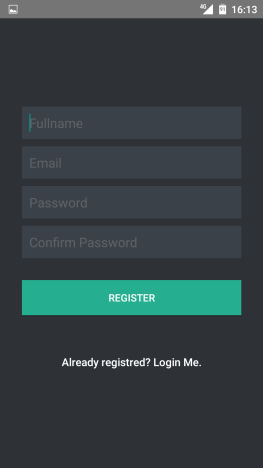 4G 16:13
Fullname
Email
Password
Confirm Password
REGISTER
Already registred? Login Me.